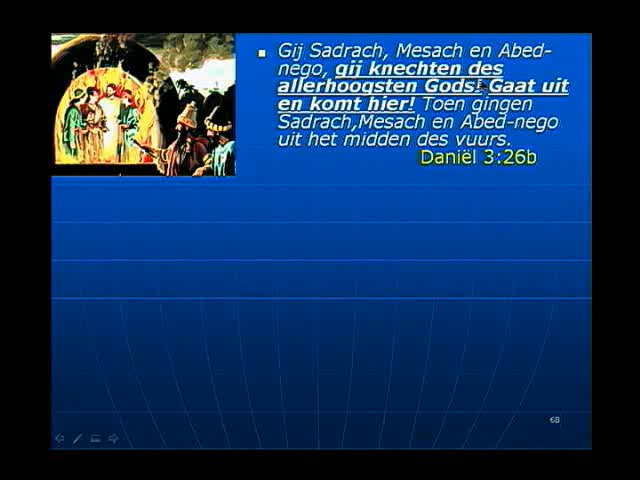 Gij Sadrach, Mesach en Abed-
nego, gij knechten des
allerhoogsten Gods! Gaat uit
en komt hier! Toen gingen
Sadrach,Mesach en Abed-nego
uit het midden des vuurs.
Daniël 3:26b
68